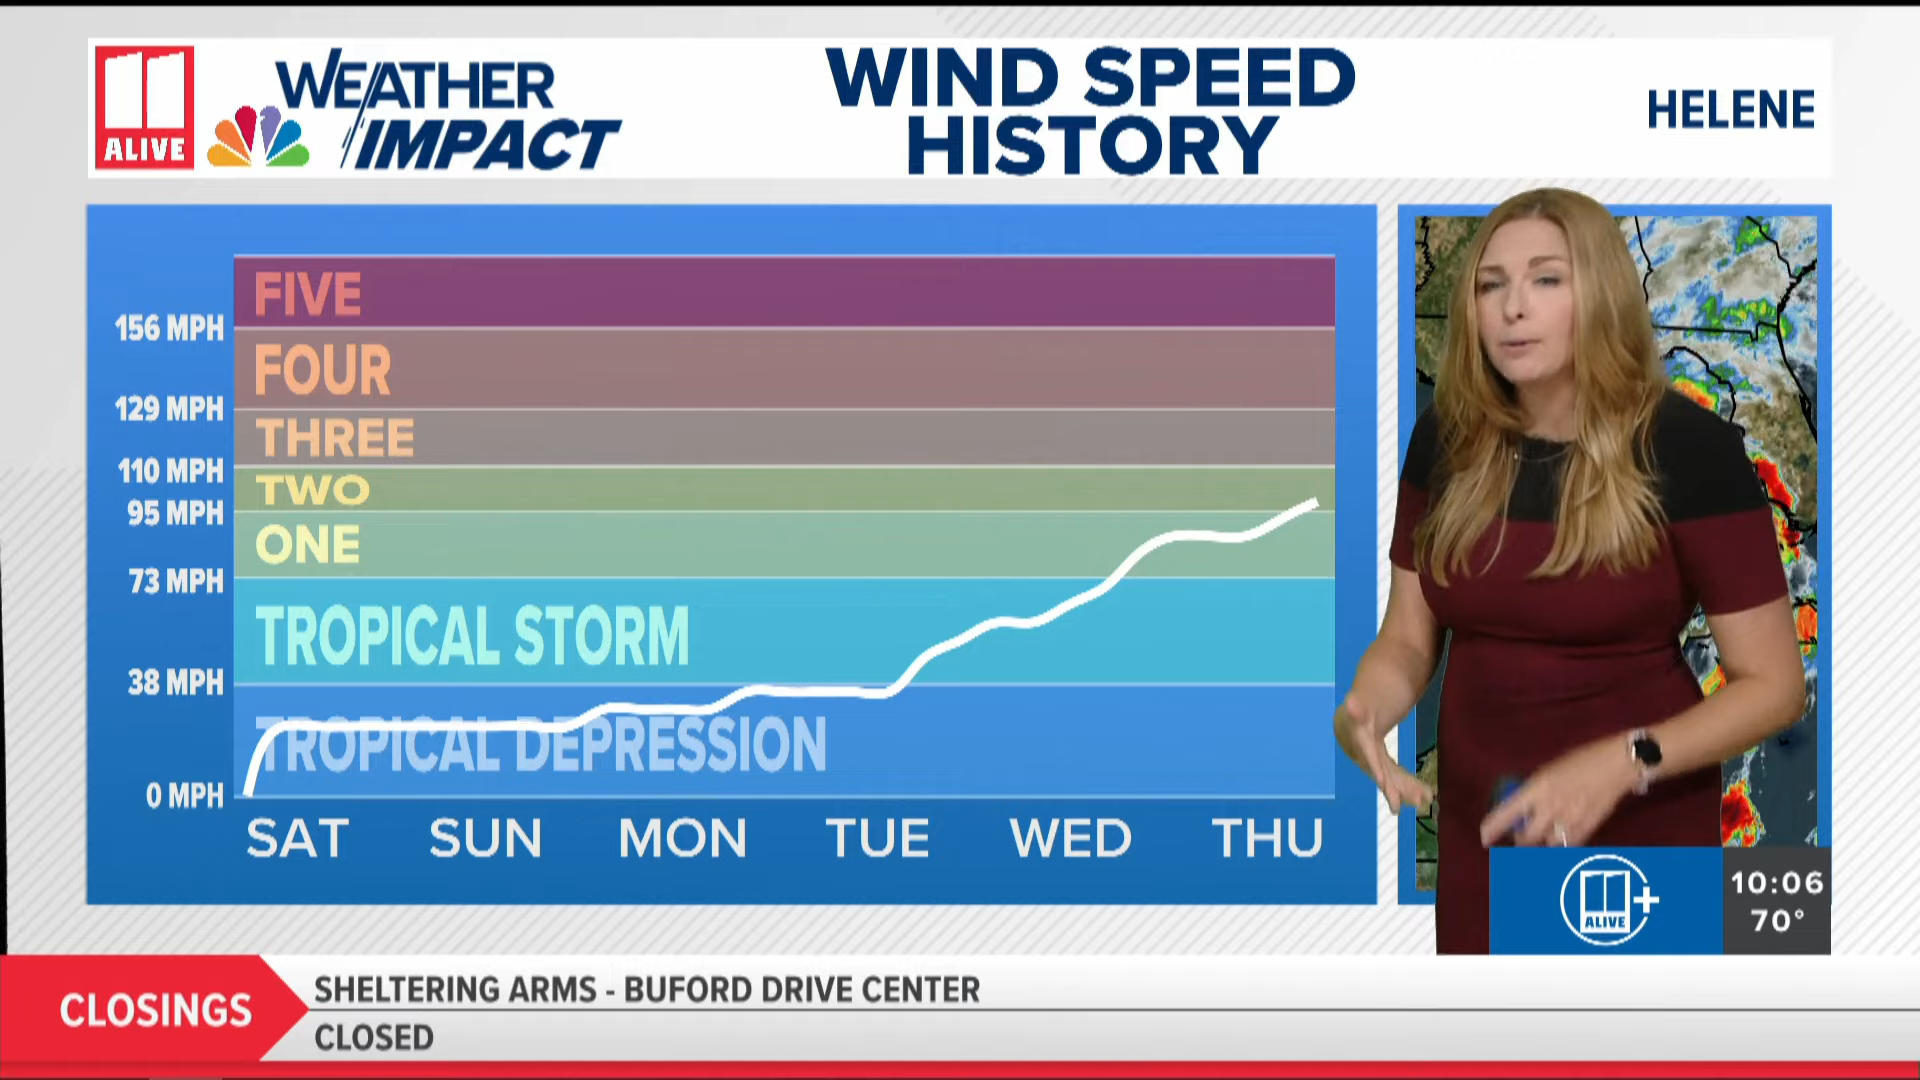 ALIVE
WEATHER
IMPACT
WIND SPEED
HISTORY
HELENE
FIVE
156 MPH
FOUR
129 MPH
THREE
110 MPH
TWO
95 MPH
ONE
73 MPH
TROPICAL STORM
38 MPH
TROPICAL DEPRESSION
0 MPH
SAT SUN MON TUE WED THU
ALIVE +
10:06
70°
CLOSINGS
SHELTERING ARMS - BUFORD DRIVE CENTER
CLOSED